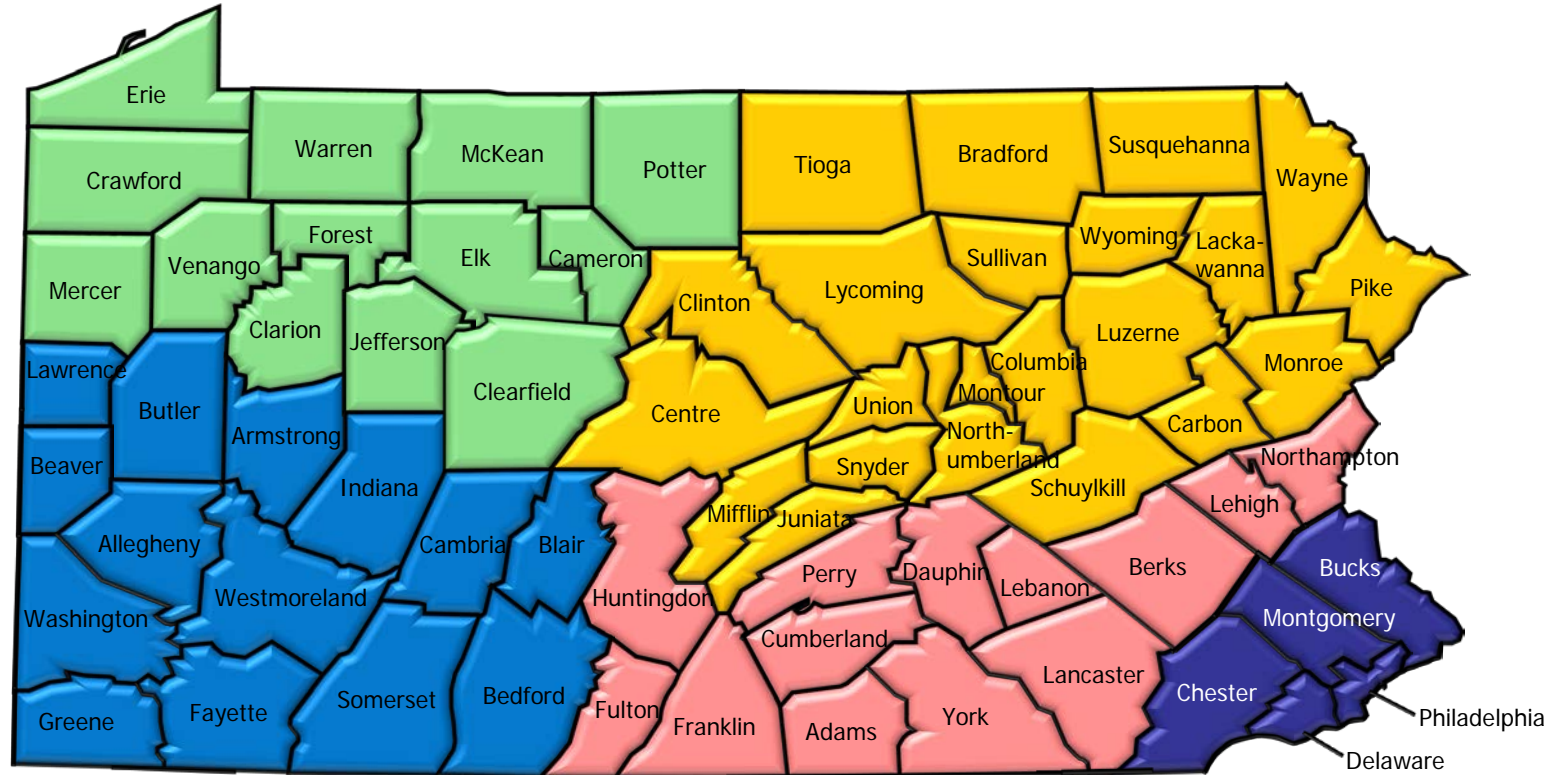 Erie
Warren
McKean
Potter
Tioga
Bradford
Susquehanna
Wayne
Crawford
Mercer
Venango
Forest
Elk
Cameron
Clinton
Lycoming
Sullivan
Wyoming
Lacka-
wanna
Pike
Clarion
Jefferson
Clearfield
Centre
Union
Montour
Columbia
Luzerne
Monroe
Carbon
Lawrence
Butler
Armstrong
Beaver
Indiana
Snyder
North-
umberland
Schuylkill
Northampton
Lehigh
Mifflin
Juniata
Allegheny
Cambria
Blair
Huntingdon
Perry
Dauphin
Lebanon
Berks
Bucks
Montgomery
Washington
Westmoreland
Cumberland
Lancaster
Chester
Greene
Fayette
Somerset
Bedford
Fulton
Franklin
Adams
York
Philadelphia
Delaware